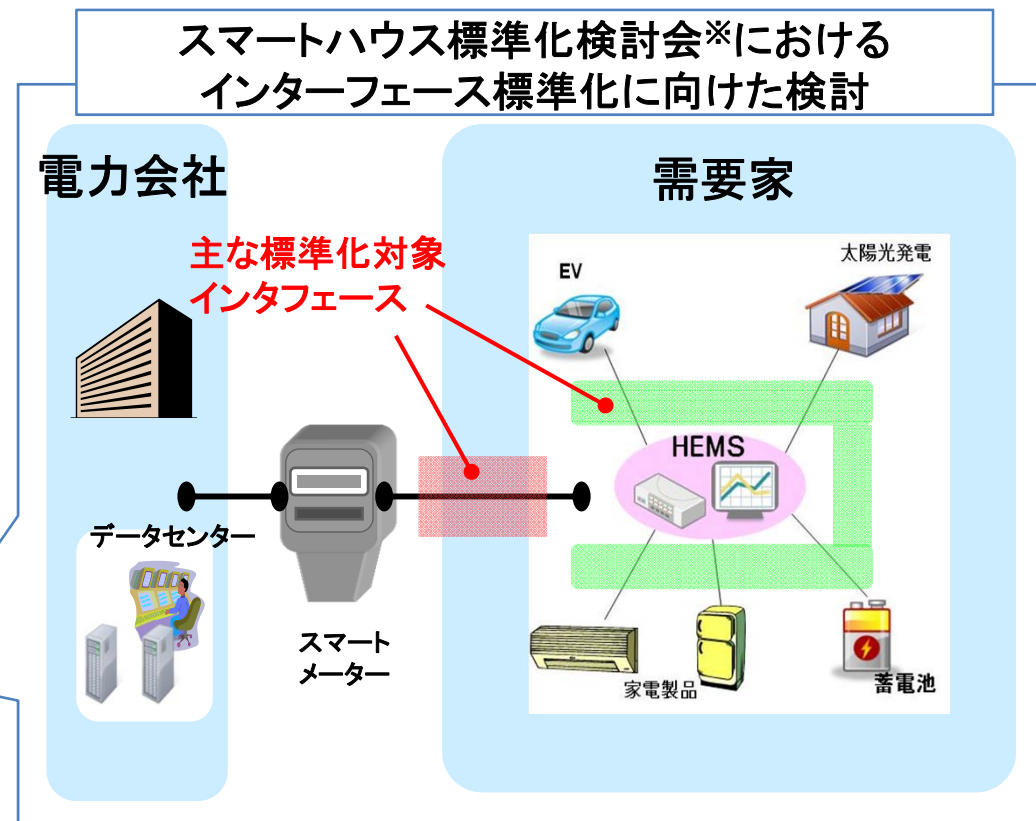 スマートハウス標準化検討会※における
インターフェース標準化に向けた検討
電力会社
需要家
主な標準化対象
インタフェース
EV
太陽光発電
HEMS
データセンター
スマート
メーター
家電製品
蓄電池